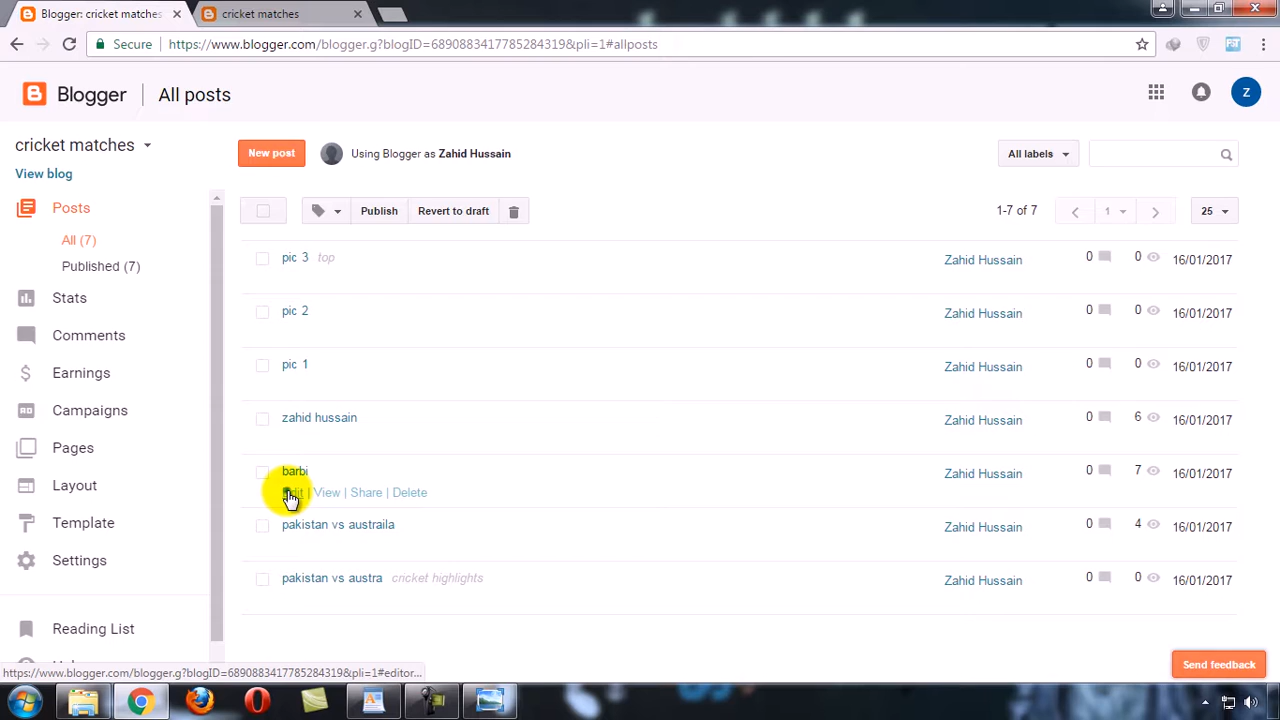 Blogger: cricket matches
cricket matches
Secure https://www.blogger.com/blogger.g?blogID=6890883417785284319&pli=1#allposts
Blogger All posts
Z
cricket matches
View blog
New post
Using Blogger as Zahid Hussain
All labels
Posts
All (7)
Published (7)
Stats
Comments
Earnings
Campaigns
Pages
Layout
Template
Settings
Reading List
Publish Revert to draft
1-7 of 7 1 25
pic 3 top Zahid Hussain 0 0 16/01/2017
pic 2 Zahid Hussain 0 0 16/01/2017
pic 1 Zahid Hussain 0 0 16/01/2017
zahid hussain Zahid Hussain 0 6 16/01/2017
barbi Zahid Hussain 0 7 16/01/2017
| View | Share | Delete
pakistan vs austraila Zahid Hussain 0 4 16/01/2017
pakistan vs austra cricket highlights Zahid Hussain 0 0 16/01/2017
Send feedback
https://www.blogger.com/blogger.g?blogID=6890883417785284319&pli=1#editor...